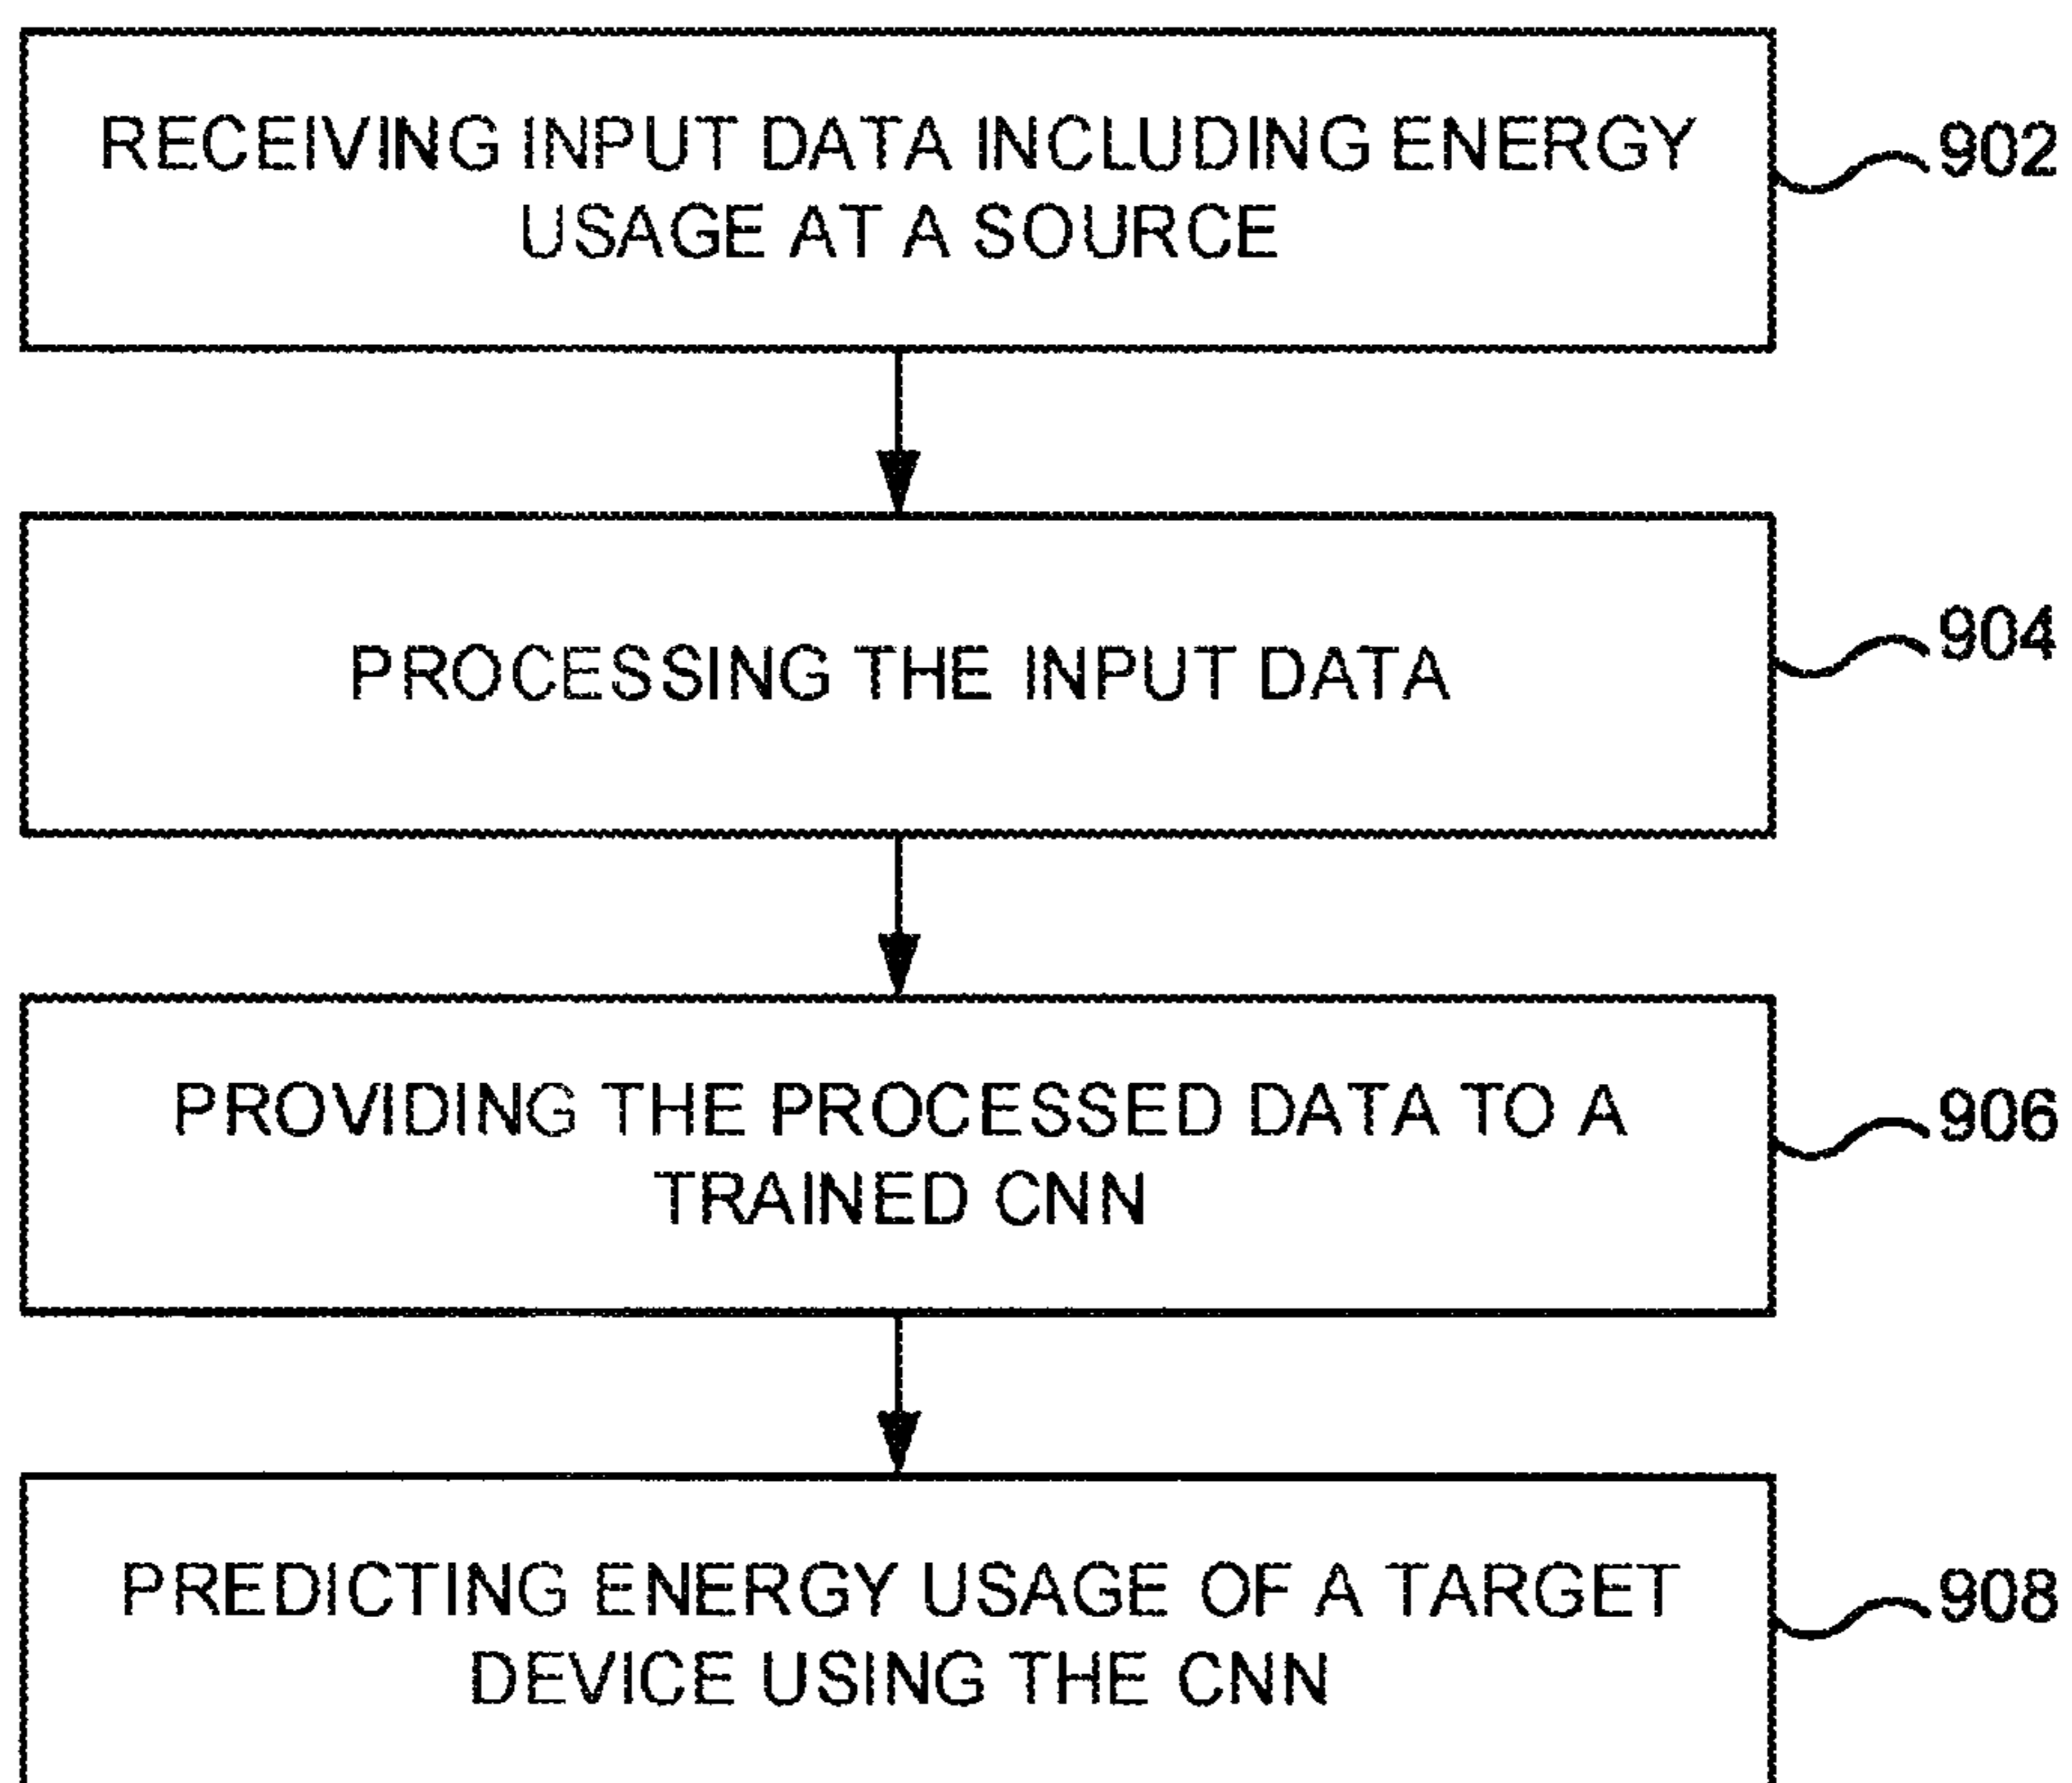 RECEIVING INPUT DATA INCLUDING ENERGY
USAGE AT A SOURCE
902
PROCESSING THE INPUT DATA
904
PROVIDING THE PROCESSED DATA TO A
TRAINED CNN
906
PREDICTING ENERGY USAGE OF A TARGET
DEVICE USING THE CNN
908